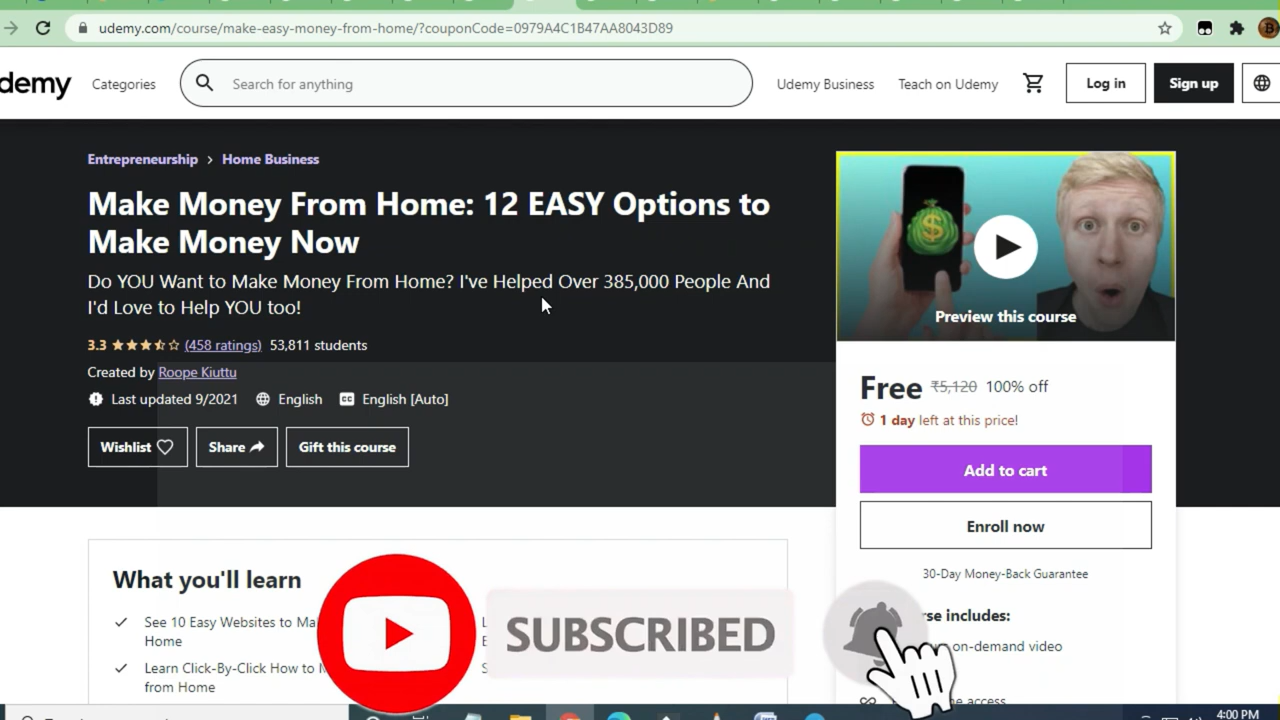 udemy.com/course/make-easy-money-from-home/?couponCode=0979A4C1B47AA8043D89
demy Categories Search for anything Udemy Business Teach on Udemy Log in Sign up
Entrepreneurship > Home Business
Make Money From Home: 12 EASY Options to
Make Money Now
Do YOU Want to Make Money From Home? I've Helped Over 385,000 People And
I'd Love to Help YOU too!
3.3 (458 ratings) 53,811 students
Created by Roope Kiuttu
Last updated 9/2021 English CC English [Auto]
Wishlist Share Gift this course
Preview this course
Free ₹5,120 100% off
1 day left at this price!
Add to cart
Enroll now
30-Day Money-Back Guarantee
rse includes:
on-demand video
access
What you'll learn
See 10 Easy Websites to Ma
Home
Learn Click-By-Click How to
from Home
SUBSCRIBED
4:00 PM